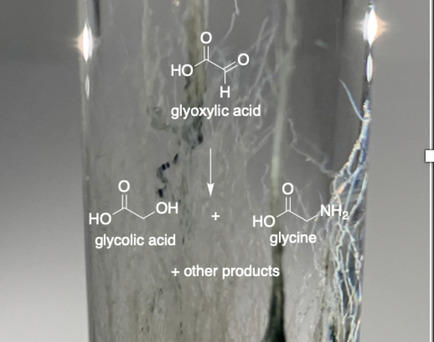 O
HO
O
H
glyoxylic acid
O
HO
OH
+
O
HO
NH₂
glycolic acid
glycine
+ other products